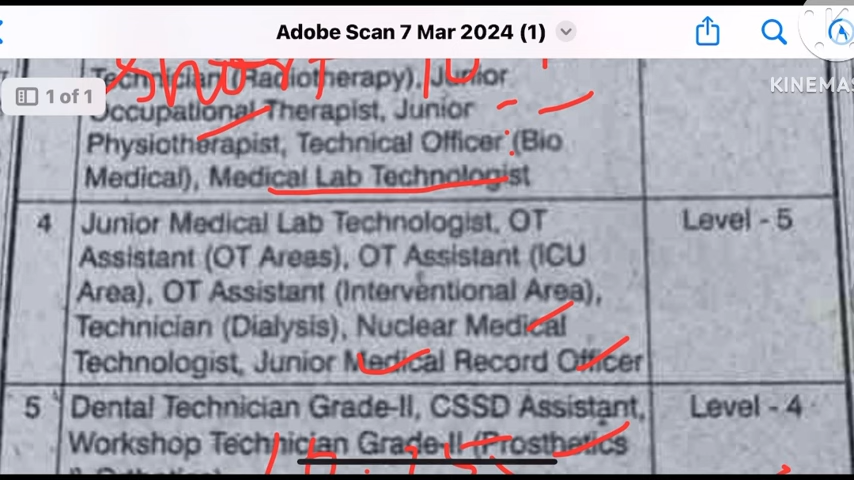 Adobe Scan 7 Mar 2024 (1)
KINEMAS
1 of 1
Short
Technician (Radiotherapy), Junior
Occupational Therapist, Junior
Physiotherapist, Technical Officer (Bio
Medical), Medical Lab Technologist
4 Junior Medical Lab Technologist, OT Level - 5
Assistant (OT Areas), OT Assistant (ICU
Area), OT Assistant (Interventional Area),
Technician (Dialysis), Nuclear Medical
Technologist, Junior Medical Record Officer
5 Dental Technician Grade-II, CSSD Assistant, Level - 4
Workshop Technician Grade-II (Prosthetics